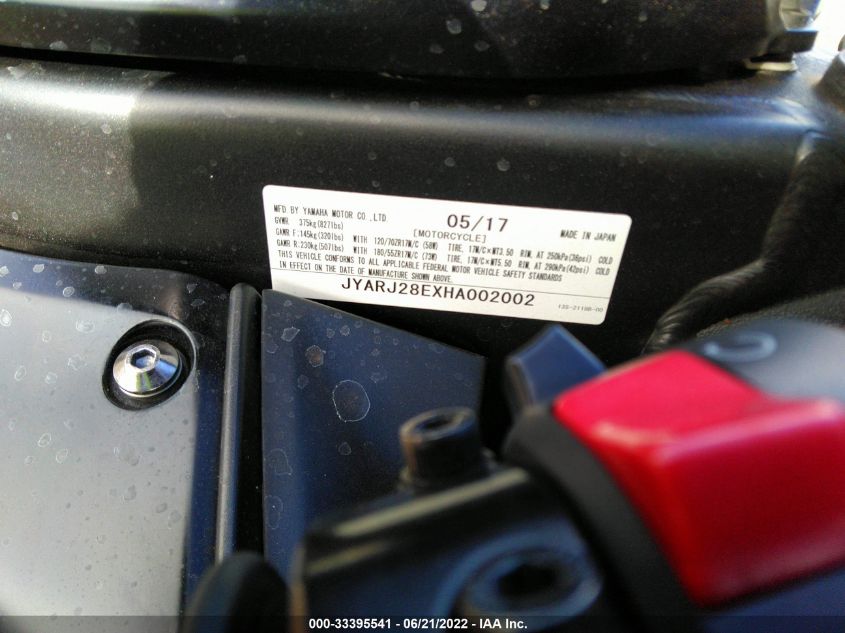 MFD. BY YAMAHA MOTOR CO.,LTD. 05/17 MADE IN JAPAN
GVWR. 375kg(827lbs) [MOTORCYCLE]
GAWR F:145kg(320lbs) WITH 120/70ZR17M/C (58W) TIRE, 17M/C×MT3.50 RIM, AT 250kPa(36psi) COLD
GAWR R:230kg(507lbs) WITH 180/55ZR17M/C (73W) TIRE, 17M/C×MT5.50 RIM, AT 290kPa(42psi) COLD
THIS VEHICLE CONFORMS TO ALL APPLICABLE FEDERAL MOTOR VEHICLE SAFETY STANDARDS
IN EFFECT ON THE DATE OF MANUFACTURE SHOWN ABOVE.
JYARJ28EXHA002002
13S-2119B-00
000-33395541 / 06/21/2022 - IAA Inc.